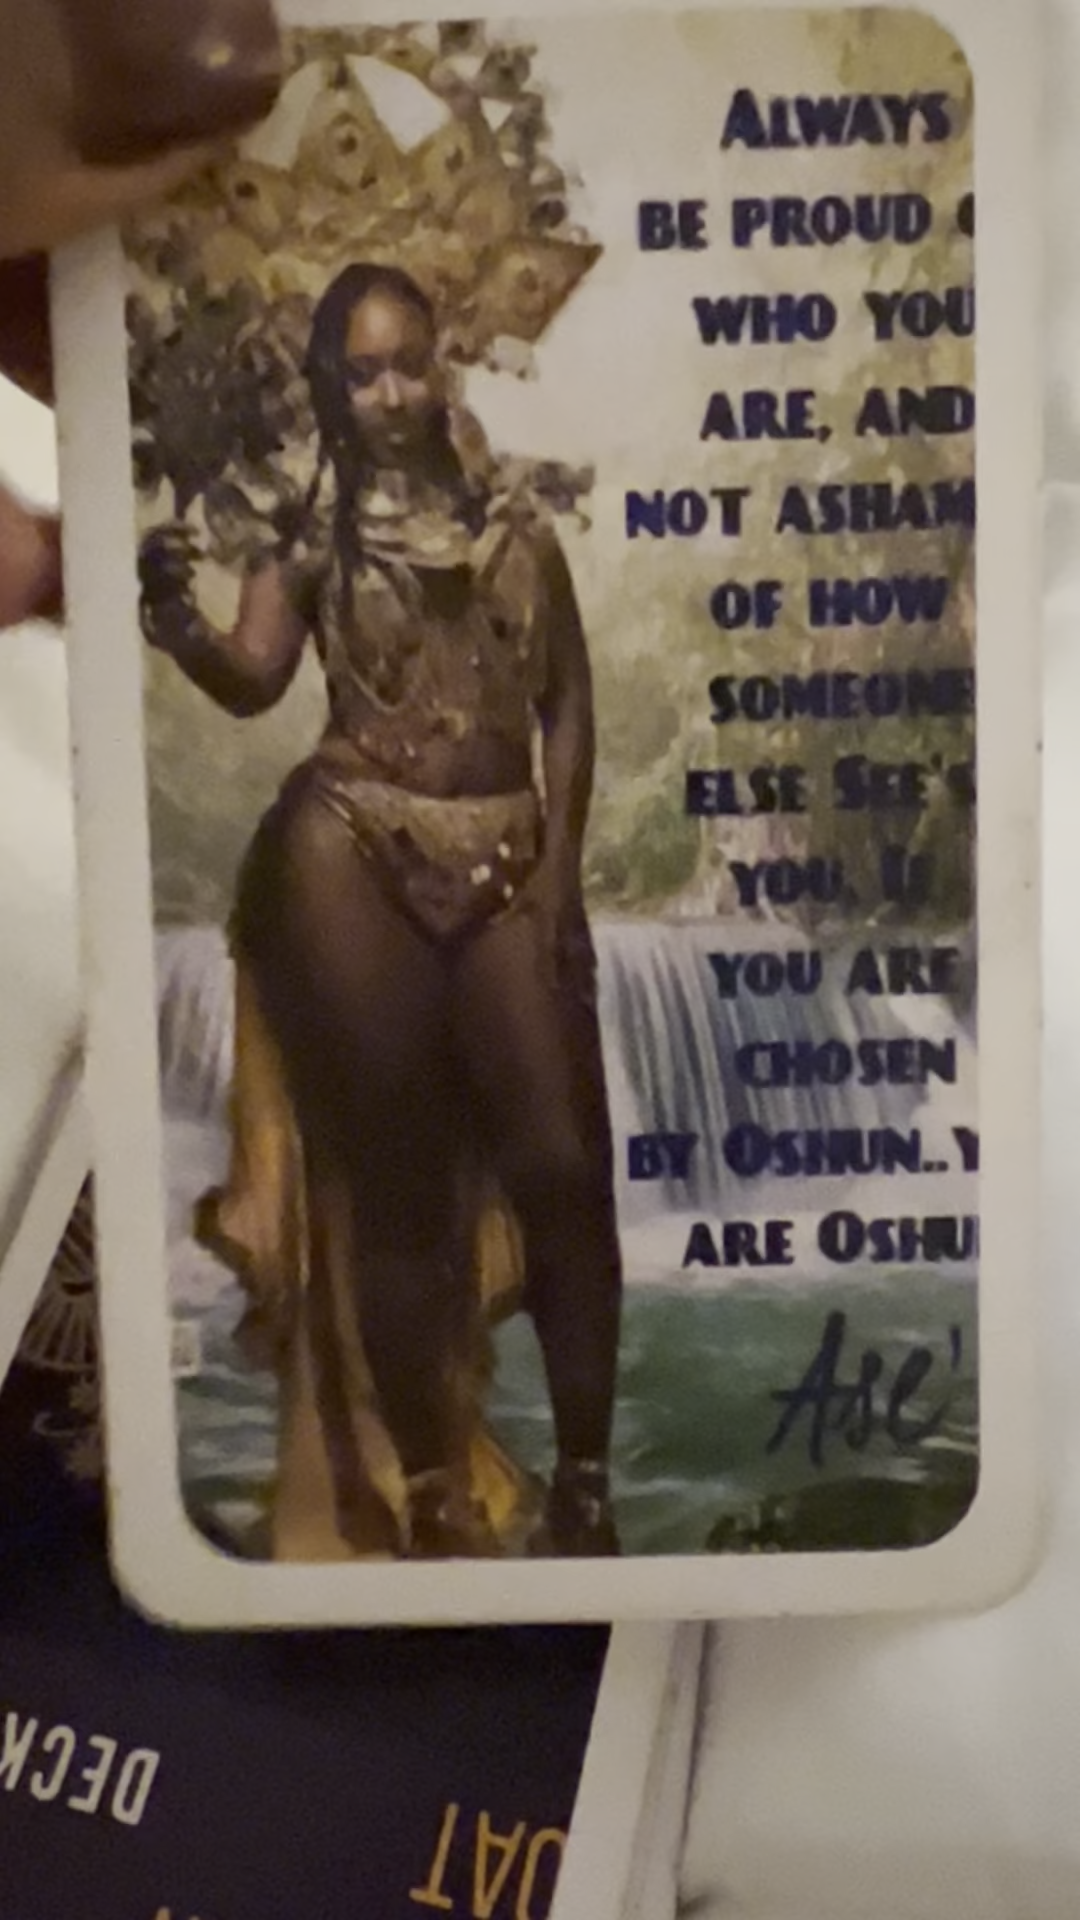 ALWAYS
BE PROUD
WHO YOU
ARE, AND
NOT ASHAM
OF HOW
SOMEONE
ELSE SEE'S
YOU. If
YOU ARE
CHOSEN
BY OSHUN..Y
ARE OSHU
Ase'
DECK